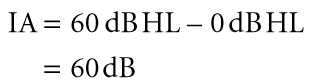 IA = 60 dB HL – 0 dB HL
= 60 dB